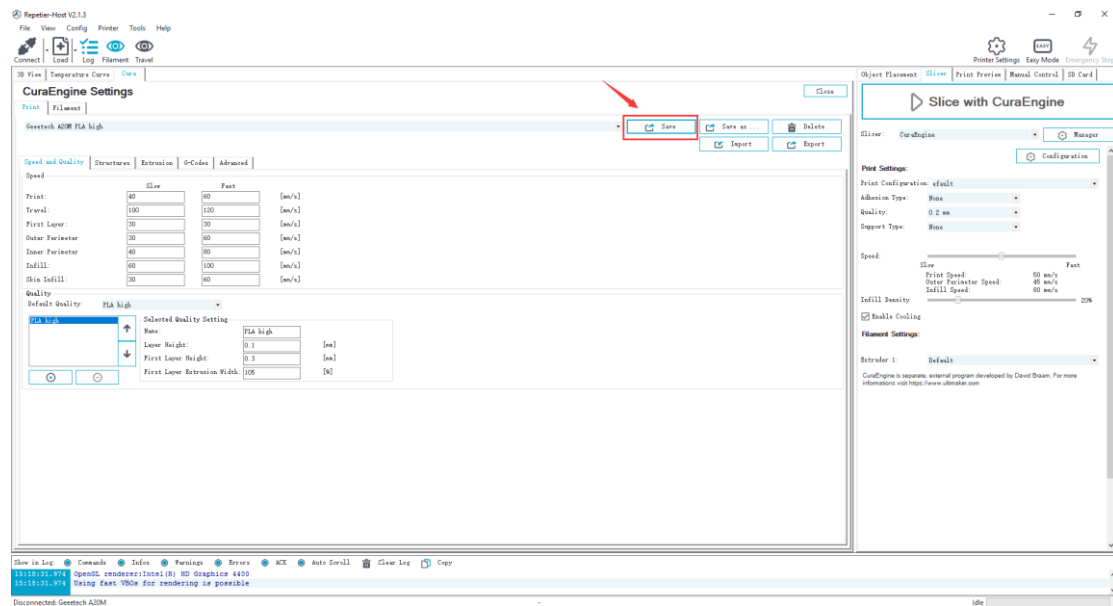 Repetier-Host V2.1.3
File View Config Printer Tools Help
Connect Load Log Filament Travel
Printer Settings Easy Mode Emergency Stop
EASY
3D View Temperature Curve Cura
Object Placement Slicer Print Preview Manual Control SD Card
CuraEngine Settings
Close
Print Filament
Geeetech A20M PLA high
Save Save as ... Delete
Import Export
Speed and Quality Structures Extrusion G-Codes Advanced
Speed
Slow Fast
Print: 40 60 [mm/s]
Travel: 100 120 [mm/s]
First Layer: 30 30 [mm/s]
Outer Perimeter 30 60 [mm/s]
Inner Perimeter 40 80 [mm/s]
Infill: 60 100 [mm/s]
Skin Infill: 30 60 [mm/s]
Quality
Default Quality: PLA high
PLA high
Selected Quality Setting
Name: PLA high
Layer Height: 0.1 [mm]
First Layer Height: 0.3 [mm]
First Layer Extrusion Width: 105 [%]
Slice with CuraEngine
Slicer: CuraEngine Manager
Configuration
Print Settings:
Print Configuration: efault
Adhesion Type: None
Quality: 0.2 mm
Support Type: None
Speed:
Slow Fast
Print Speed: 50 mm/s
Outer Perimeter Speed: 45 mm/s
Infill Speed: 80 mm/s
Infill Density 20%
Enable Cooling
Filament Settings:
Extruder 1: Default
CuraEngine is separate, external program developed by David Braam. For more
informations visit https://www.ultimaker.com
Show in Log: Commands Infos Warnings Errors ACK Auto Scroll Clear Log Copy
15:18:31.974 OpenGL renderer:Intel(R) HD Graphics 4400
15:18:31.974 Using fast VBOs for rendering is possible
Disconnected: Geeetech A20M - Idle